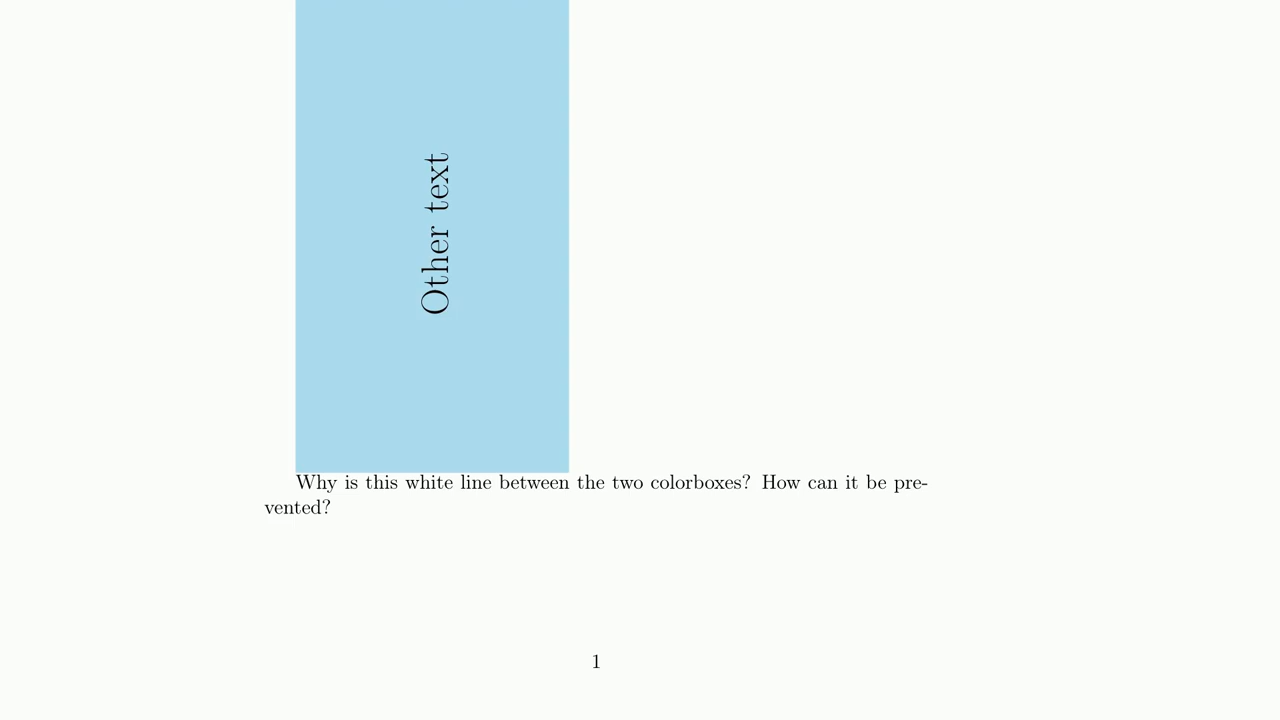 Other text
Why is this white line between the two colorboxes? How can it be pre-
vented?
1